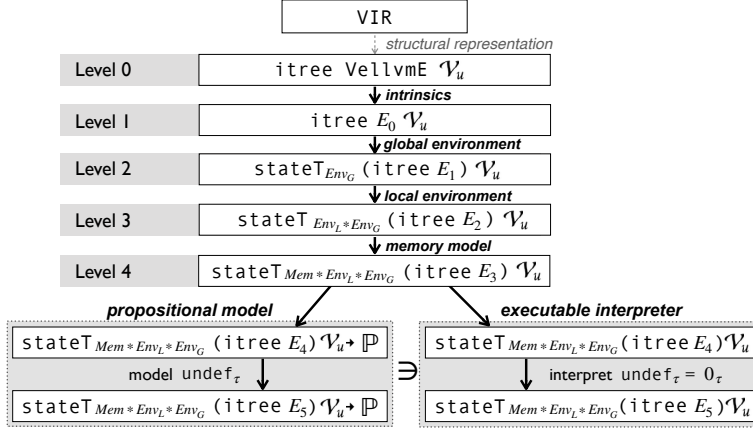 VIR
structural representation
Level 0 itree VellvmE 𝒱ᵤ
intrinsics
Level 1 itree E₀ 𝒱ᵤ
global environment
Level 2 stateT_{Env_G} (itree E₁) 𝒱ᵤ
local environment
Level 3 stateT_{Env_L*Env_G} (itree E₂) 𝒱ᵤ
memory model
Level 4 stateT_{Mem*Env_L*Env_G} (itree E₃) 𝒱ᵤ
propositional model executable interpreter
stateT_{Mem*Env_L*Env_G} (itree E₄) 𝒱ᵤ→ ℙ stateT_{Mem*Env_L*Env_G} (itree E₄) 𝒱ᵤ
model undef_τ ∋ interpret undef_τ = 0_τ
stateT_{Mem*Env_L*Env_G} (itree E₅) 𝒱ᵤ→ ℙ stateT_{Mem*Env_L*Env_G} (itree E₅) 𝒱ᵤ